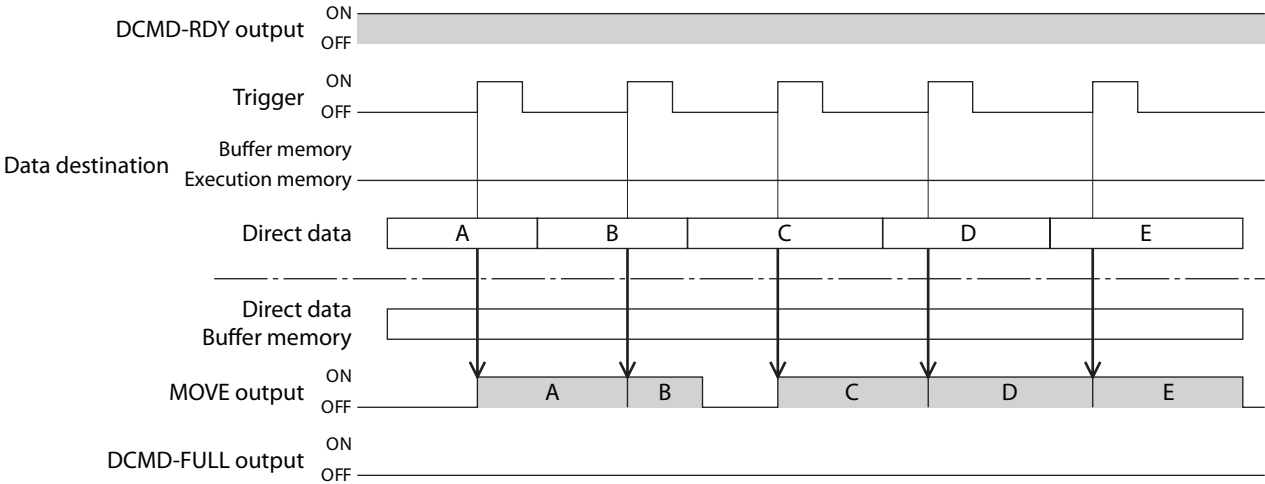 ON
DCMD-RDY output
OFF
ON
Trigger
OFF
Buffer memory
Data destination
Execution memory
Direct data A B C D E
Direct data
Buffer memory
ON
MOVE output A B C D E
OFF
ON
DCMD-FULL output
OFF